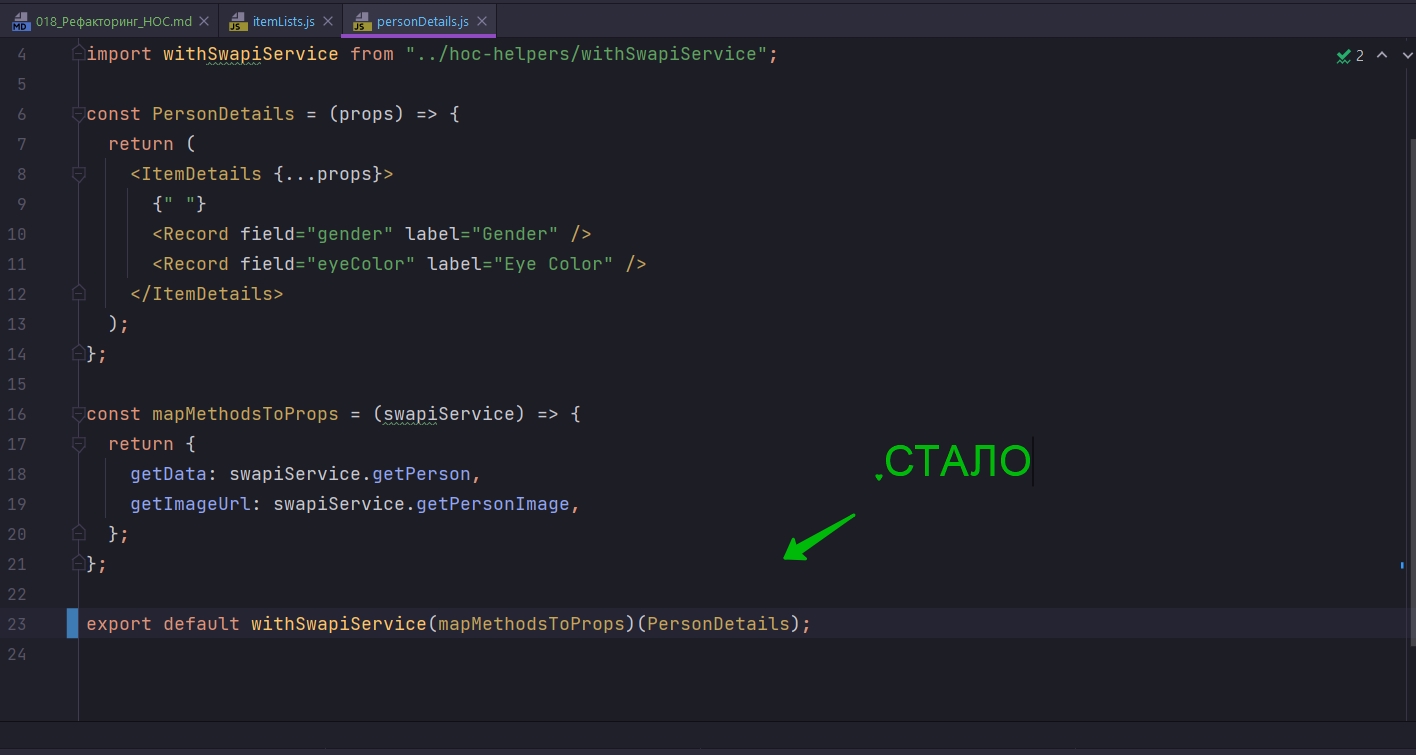 018_Рефакторинг_HOC.md
itemLists.js
personDetails.js
4 import withSwapiService from "../hoc-helpers/withSwapiService";
2
5
6 const PersonDetails = (props) => {
7 return (
8 <ItemDetails {...props}>
9 {" "}
10 <Record field="gender" label="Gender" />
11 <Record field="eyeColor" label="Eye Color" />
12 </ItemDetails>
13 );
14 };
15
16 const mapMethodsToProps = (swapiService) => {
17 return {
18 getData: swapiService.getPerson,
СТАЛО
19 getImageUrl: swapiService.getPersonImage,
20 };
21 };
22
23 export default withSwapiService(mapMethodsToProps)(PersonDetails);
24
MD
JS
JS